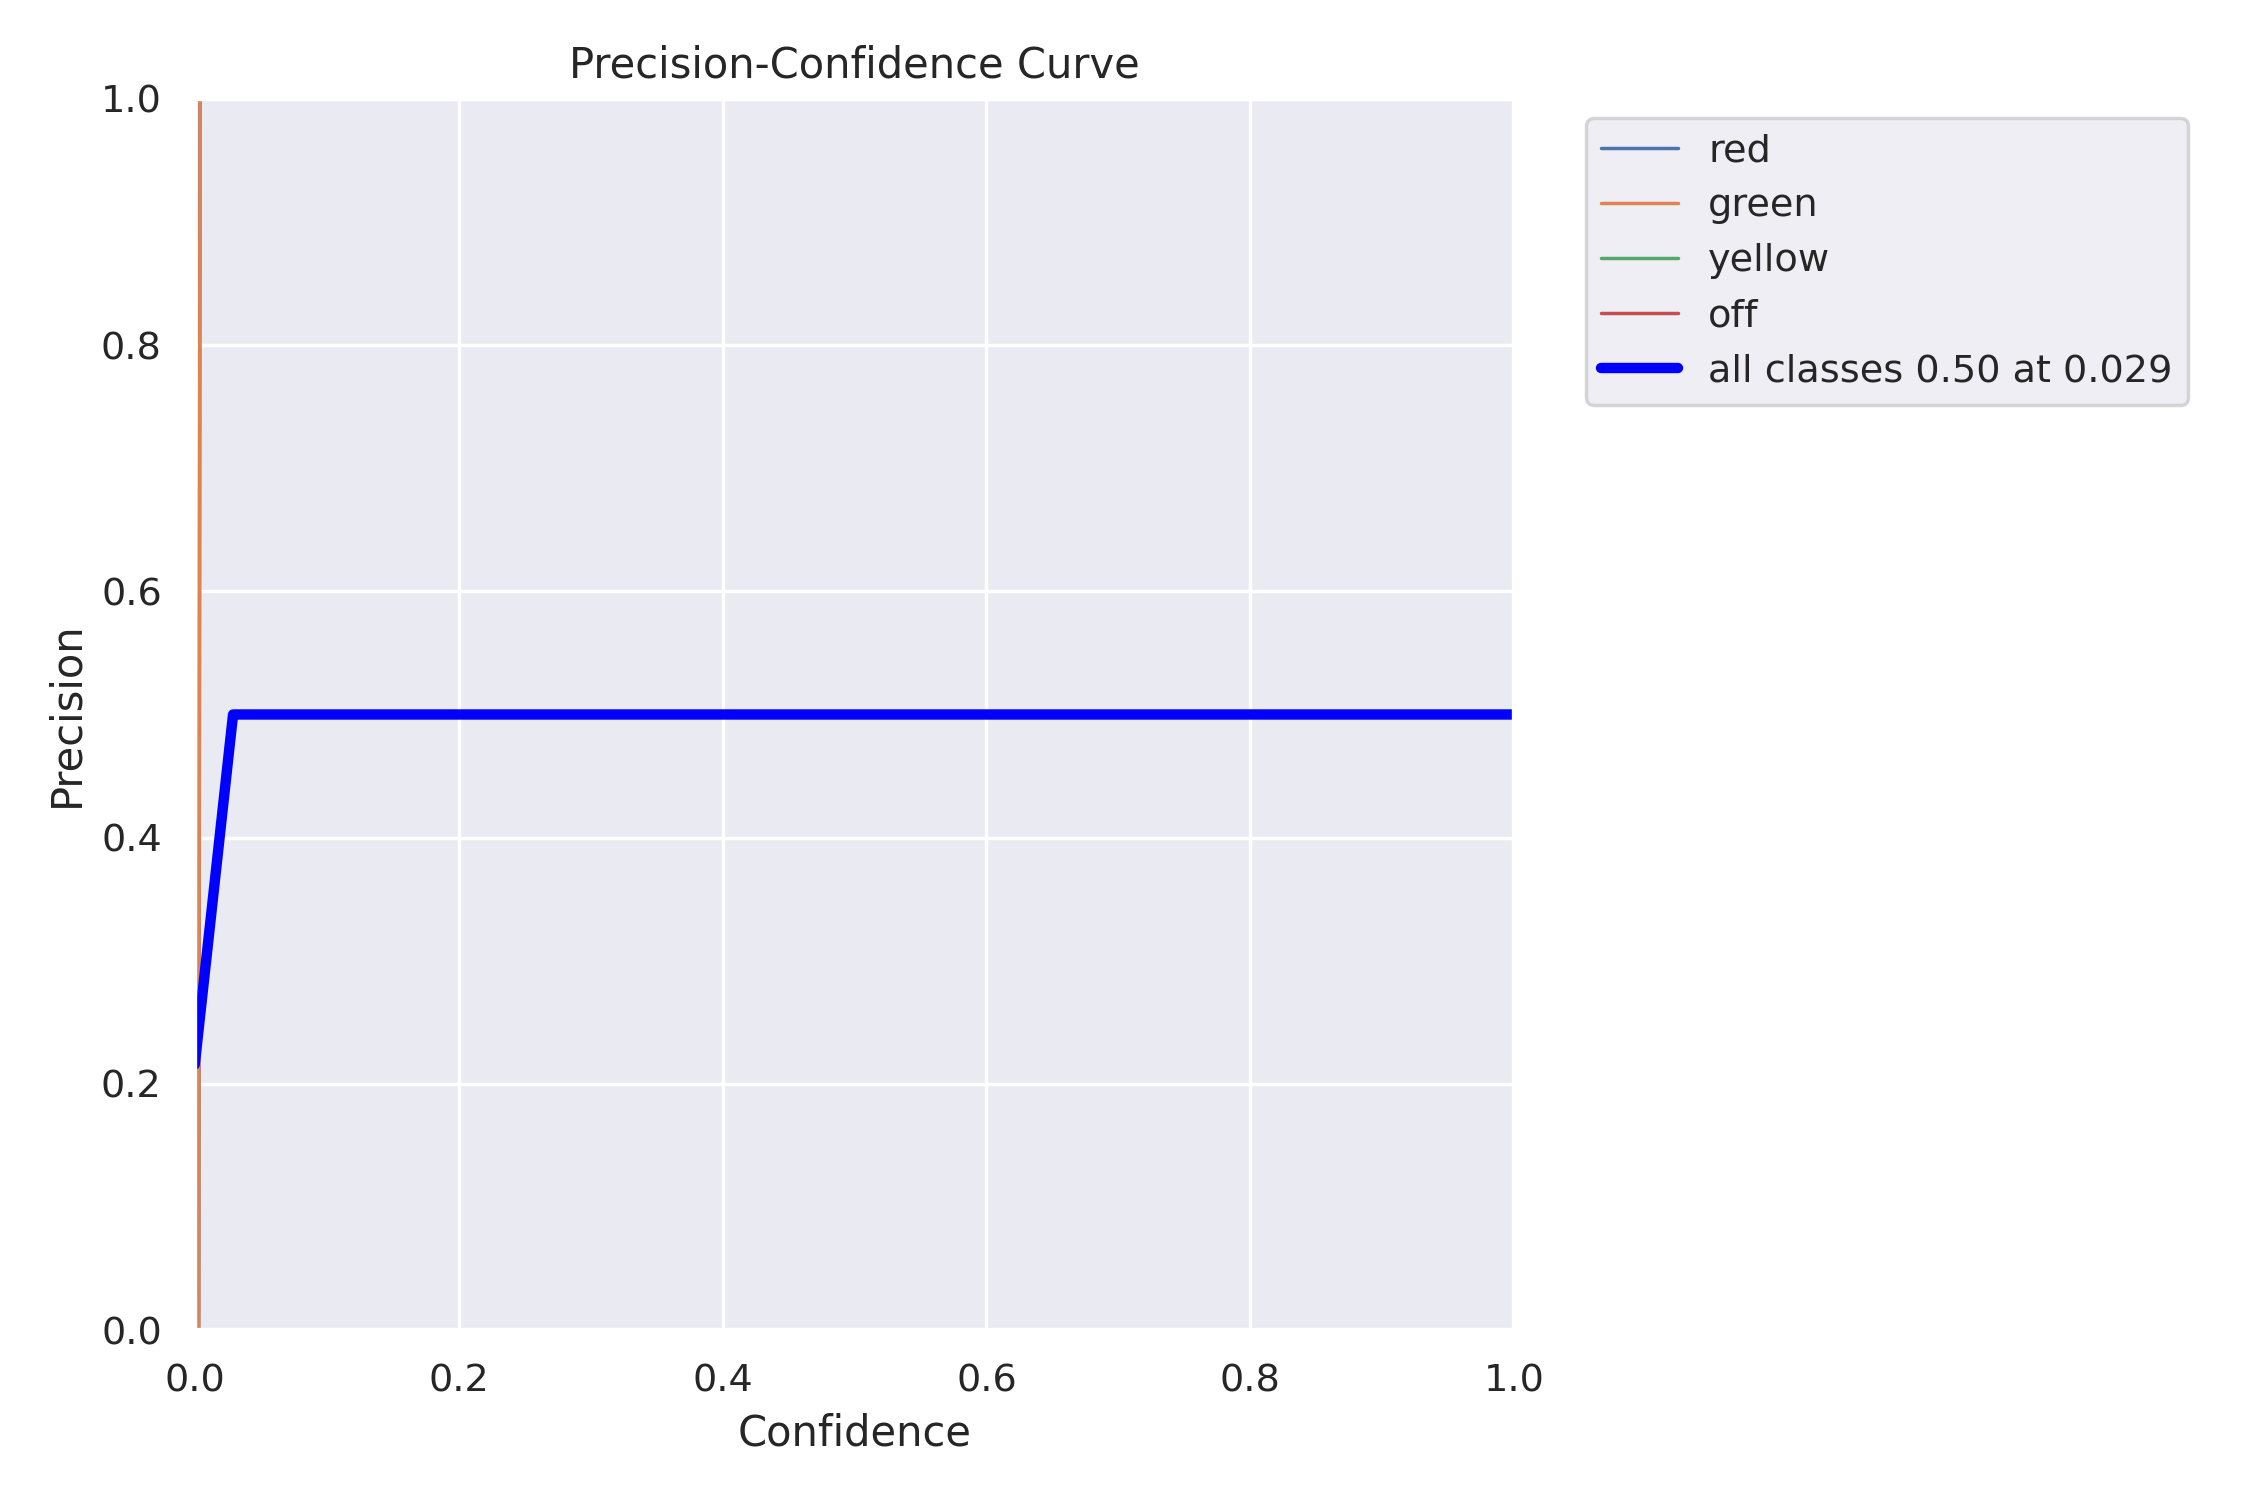 Precision-Confidence Curve
1.0
0.8
0.6
0.4
0.2
0.0
Precision
0.0 0.2 0.4 0.6 0.8 1.0
Confidence
red
green
yellow
off
all classes 0.50 at 0.029